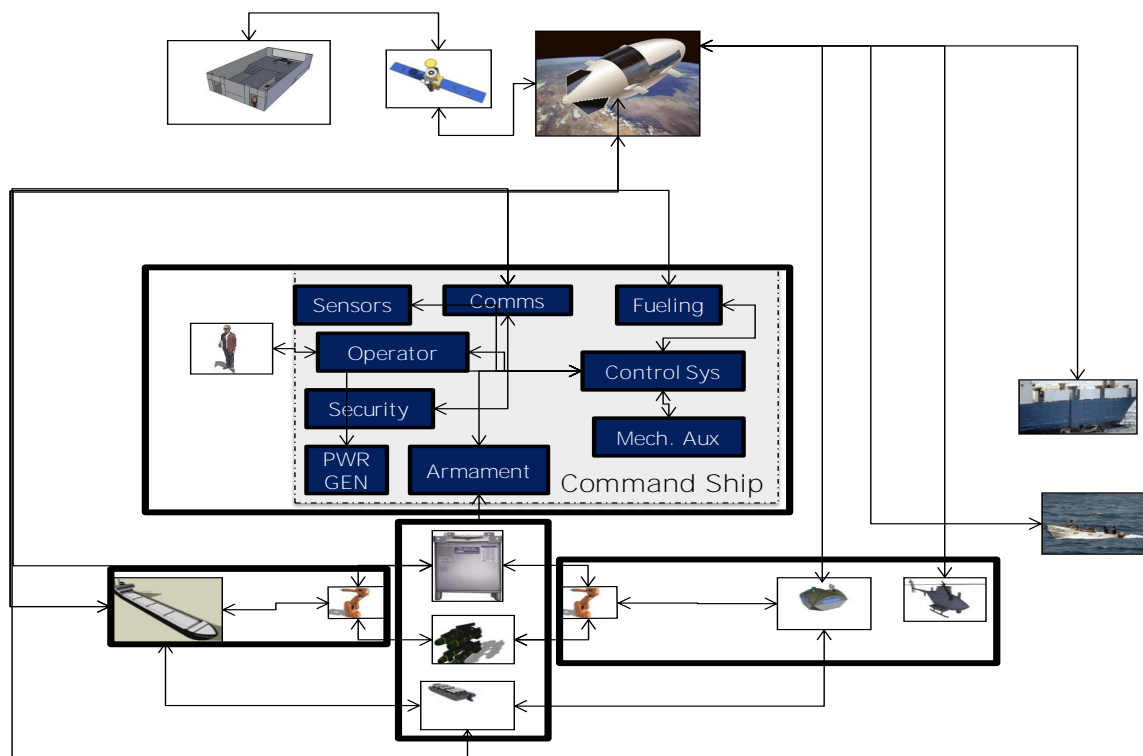 Sensors
Comms
Fueling
Operator
Control Sys
Security
Mech. Aux
PWR
GEN
Armament
Command Ship